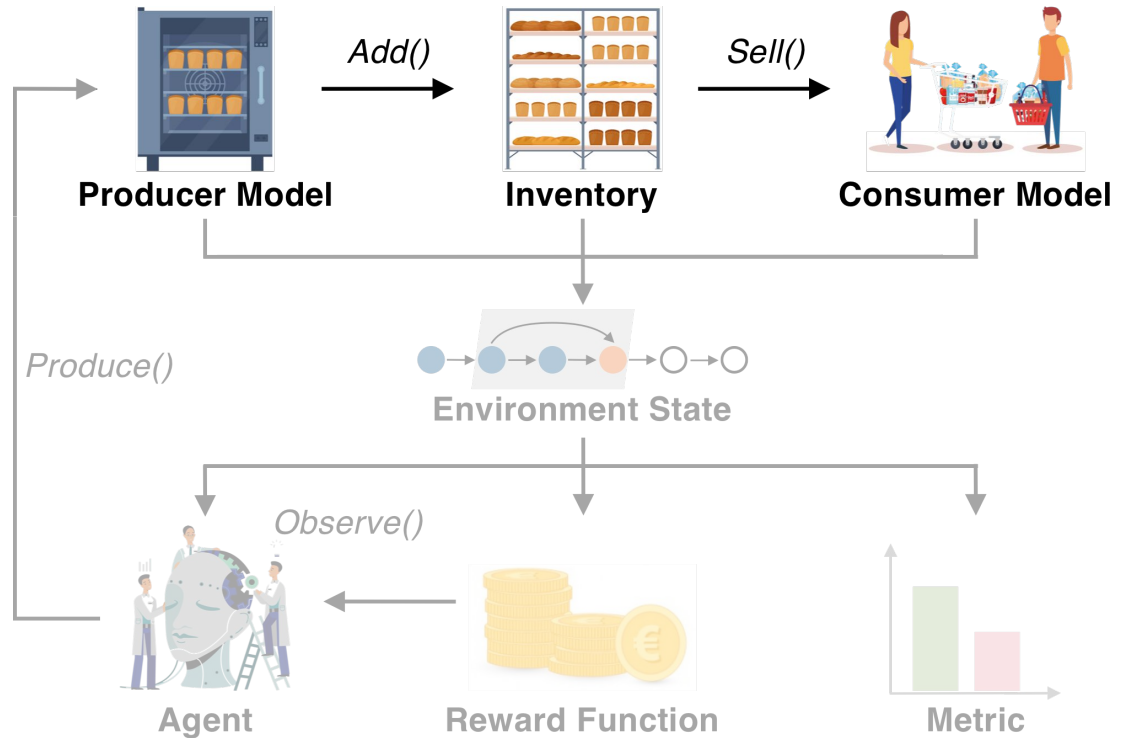 Add()
Sell()
Producer Model
Inventory
Consumer Model
Produce()
Environment State
Observe()
€
Agent
Reward Function
Metric